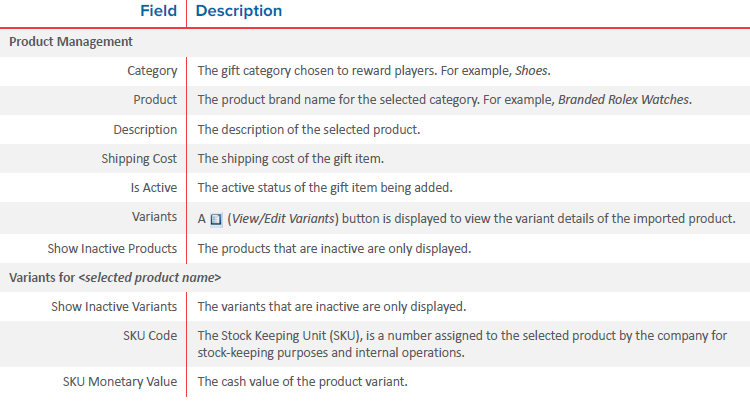 Field Description
Product Management
Category The gift category chosen to reward players. For example, Shoes.
Product The product brand name for the selected category. For example, Branded Rolex Watches.
Description The description of the selected product.
Shipping Cost The shipping cost of the gift item.
Is Active The active status of the gift item being added.
Variants A (View/Edit Variants) button is displayed to view the variant details of the imported product.
Show Inactive Products The products that are inactive are only displayed.
Variants for <selected product name>
Show Inactive Variants The variants that are inactive are only displayed.
SKU Code The Stock Keeping Unit (SKU), is a number assigned to the selected product by the company for
stock-keeping purposes and internal operations.
SKU Monetary Value The cash value of the product variant.